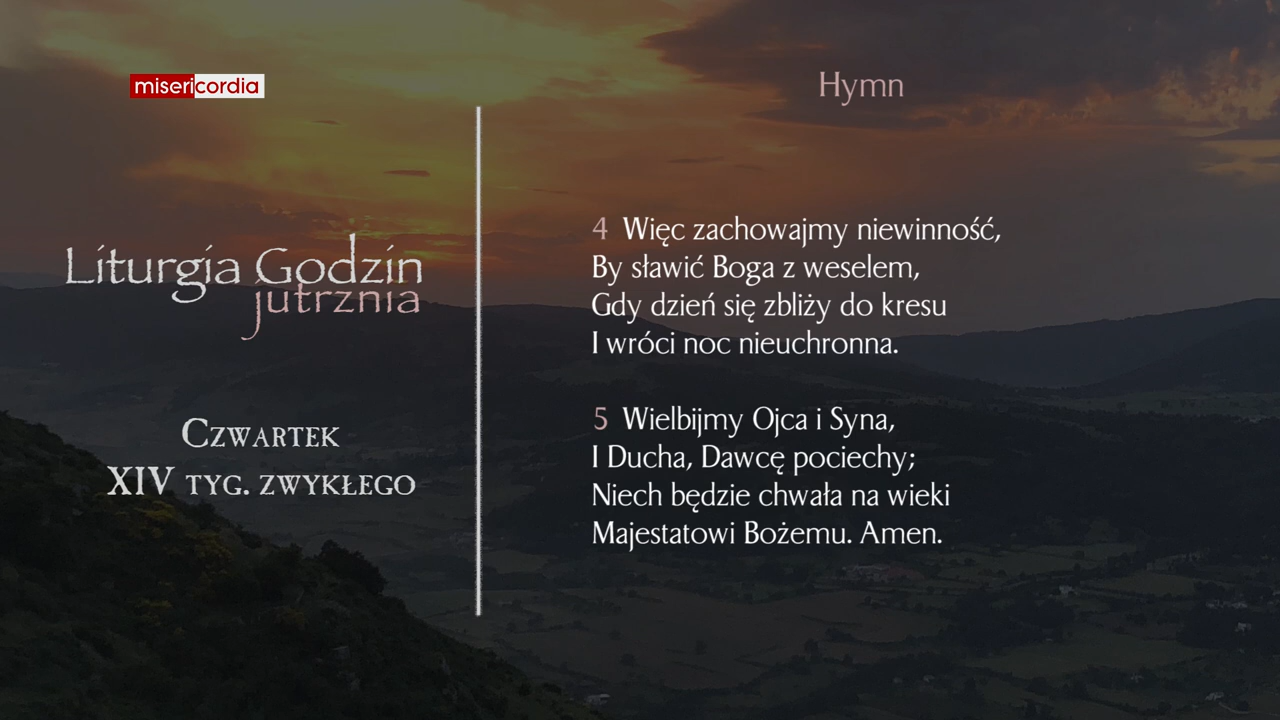 misericordia
Liturgia Godzin
jutrznia
Czwartek
XIV tyg. zwykłego
Hymn
4 Więc zachowajmy niewinność,
By sławić Boga z weselem,
Gdy dzień się zbliży do kresu
I wróci noc nieuchronna.
5 Wielbijmy Ojca i Syna,
I Ducha, Dawcę pociechy;
Niech będzie chwała na wieki
Majestatowi Bożemu. Amen.